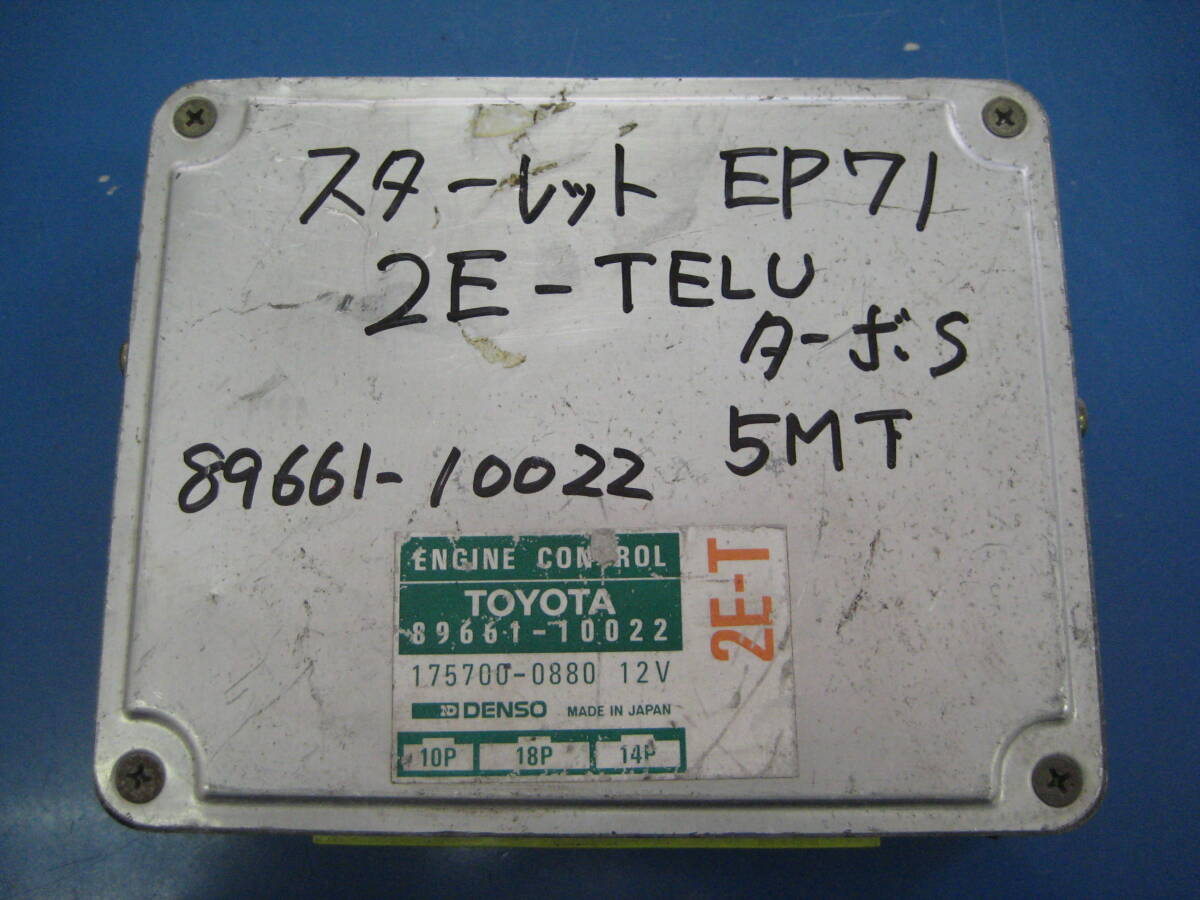 スターレット EP71
2E-TELU
ターボS
5MT
89661-10022
ENGINE CONTROL
TOYOTA
89661-10022
175700-0880 12V
ND DENSO MADE IN JAPAN
10P 18P 14P
2E-T